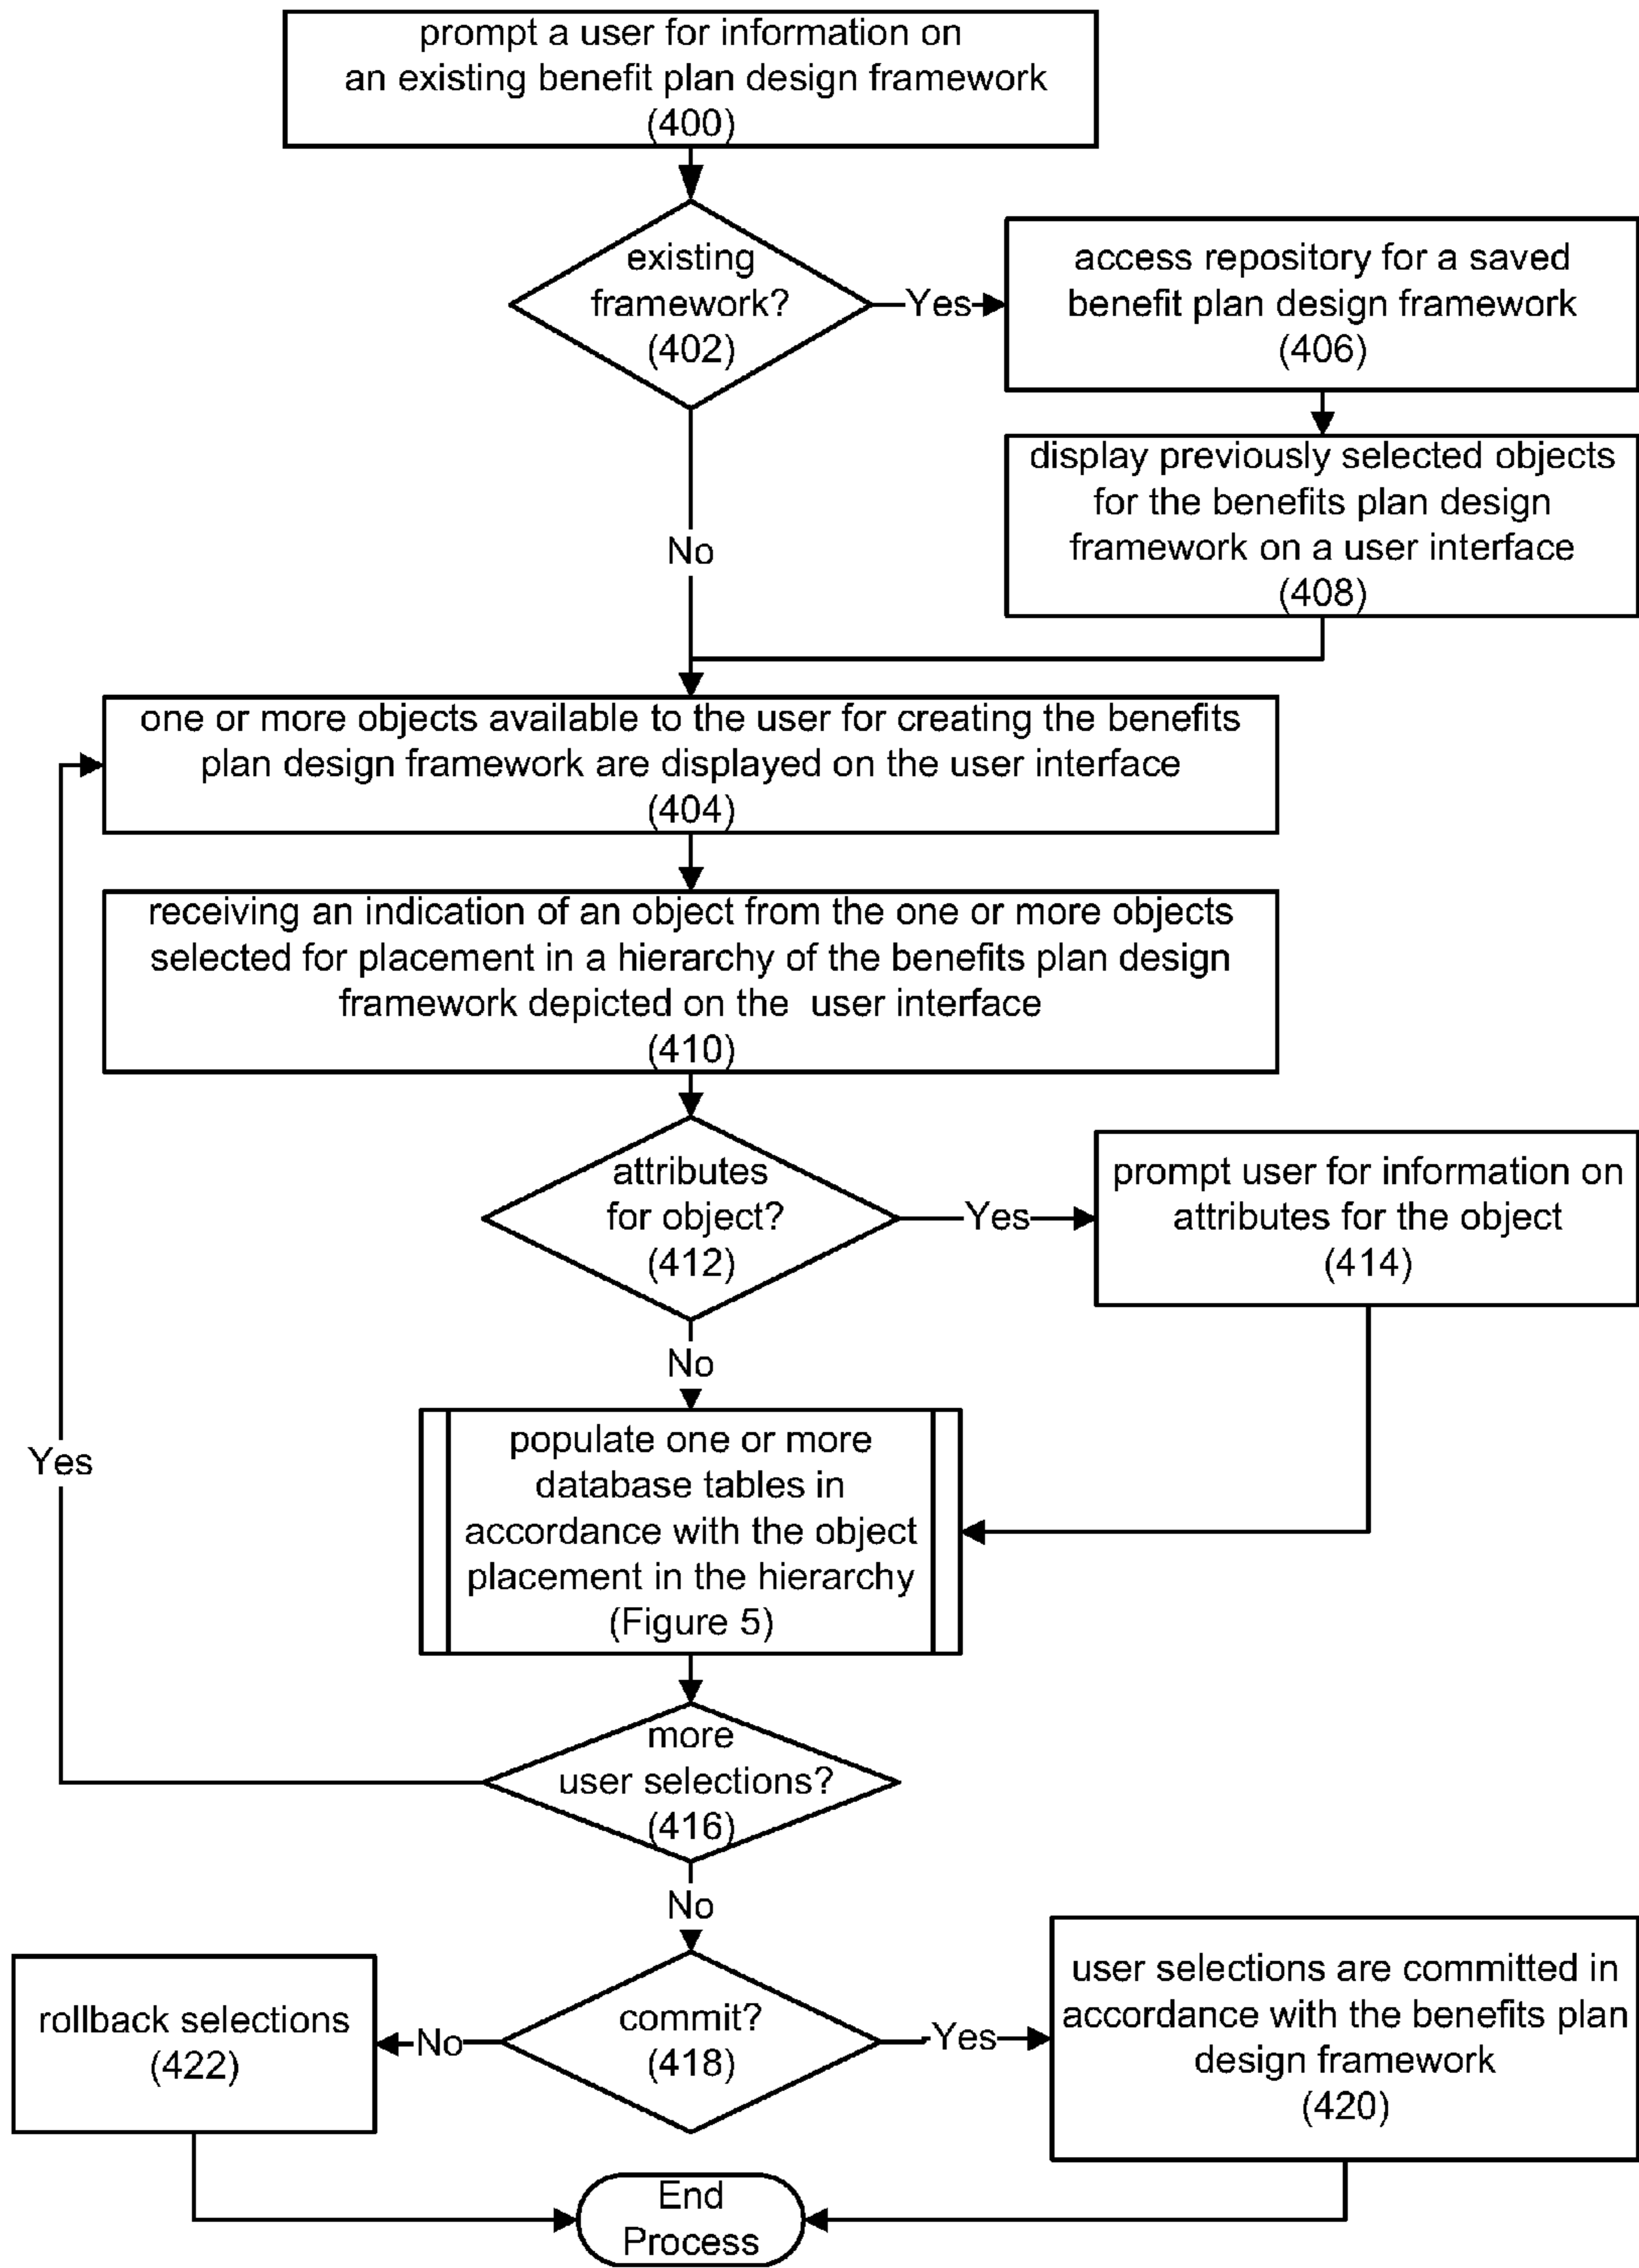 prompt a user for information on
an existing benefit plan design framework
(400)
existing
framework?
(402)
Yes
access repository for a saved
benefit plan design framework
(406)
display previously selected objects
for the benefits plan design
framework on a user interface
(408)
No
one or more objects available to the user for creating the benefits
plan design framework are displayed on the user interface
(404)
receiving an indication of an object from the one or more objects
selected for placement in a hierarchy of the benefits plan design
framework depicted on the user interface
(410)
attributes
for object?
(412)
Yes
prompt user for information on
attributes for the object
(414)
No
populate one or more
database tables in
accordance with the object
placement in the hierarchy
(Figure 5)
Yes
more
user selections?
(416)
No
commit?
(418)
No
rollback selections
(422)
Yes
user selections are committed in
accordance with the benefits plan
design framework
(420)
End
Process